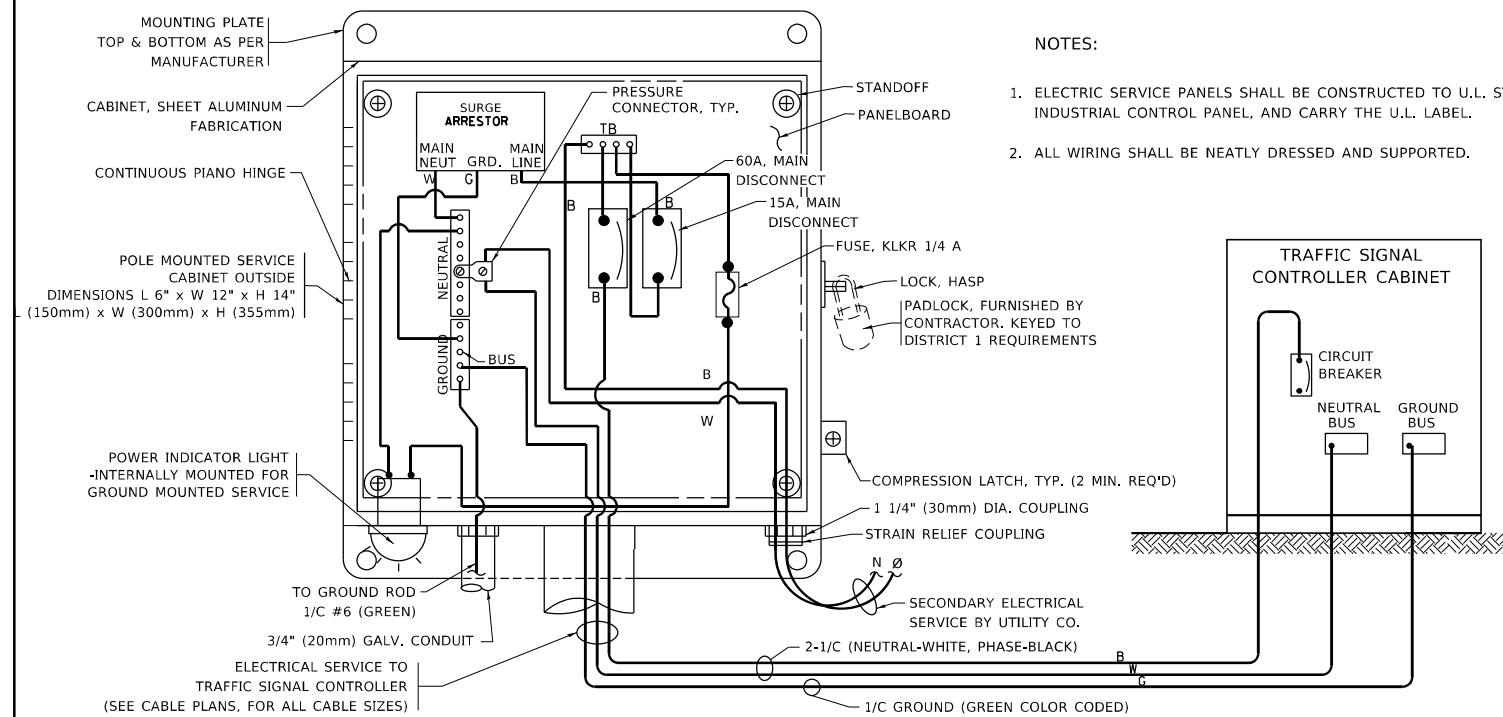 MOUNTING PLATE
TOP & BOTTOM AS PER
MANUFACTURER
CABINET, SHEET ALUMINUM
FABRICATION
CONTINUOUS PIANO HINGE
POLE MOUNTED SERVICE
CABINET OUTSIDE
DIMENSIONS L 6" x W 12" x H 14"
(150mm) x W (300mm) x H (355mm)
POWER INDICATOR LIGHT
-INTERNALLY MOUNTED FOR
GROUND MOUNTED SERVICE
SURGE
ARRESTOR
MAIN
NEUT
GRD.
MAIN
LINE
W
G
B
PRESSURE
CONNECTOR, TYP.
TB
STANDOFF
PANELBOARD
60A, MAIN
DISCONNECT
15A, MAIN
DISCONNECT
B
B
B
FUSE, KLKR 1/4 A
NEUTRAL
GROUND
BUS
B
W
LOCK, HASP
PADLOCK, FURNISHED BY
CONTRACTOR. KEYED TO
DISTRICT 1 REQUIREMENTS
COMPRESSION LATCH, TYP. (2 MIN. REQ'D)
1 1/4" (30mm) DIA. COUPLING
STRAIN RELIEF COUPLING
N Ø
SECONDARY ELECTRICAL
SERVICE BY UTILITY CO.
TO GROUND ROD
1/C #6 (GREEN)
3/4" (20mm) GALV. CONDUIT
ELECTRICAL SERVICE TO
TRAFFIC SIGNAL CONTROLLER
(SEE CABLE PLANS, FOR ALL CABLE SIZES)
2-1/C (NEUTRAL-WHITE, PHASE-BLACK)
B
W
G
1/C GROUND (GREEN COLOR CODED)
NOTES:
1. ELECTRIC SERVICE PANELS SHALL BE CONSTRUCTED TO U.L.
INDUSTRIAL CONTROL PANEL, AND CARRY THE U.L. LABEL.
2. ALL WIRING SHALL BE NEATLY DRESSED AND SUPPORTED.
TRAFFIC SIGNAL
CONTROLLER CABINET
CIRCUIT
BREAKER
NEUTRAL
BUS
GROUND
BUS